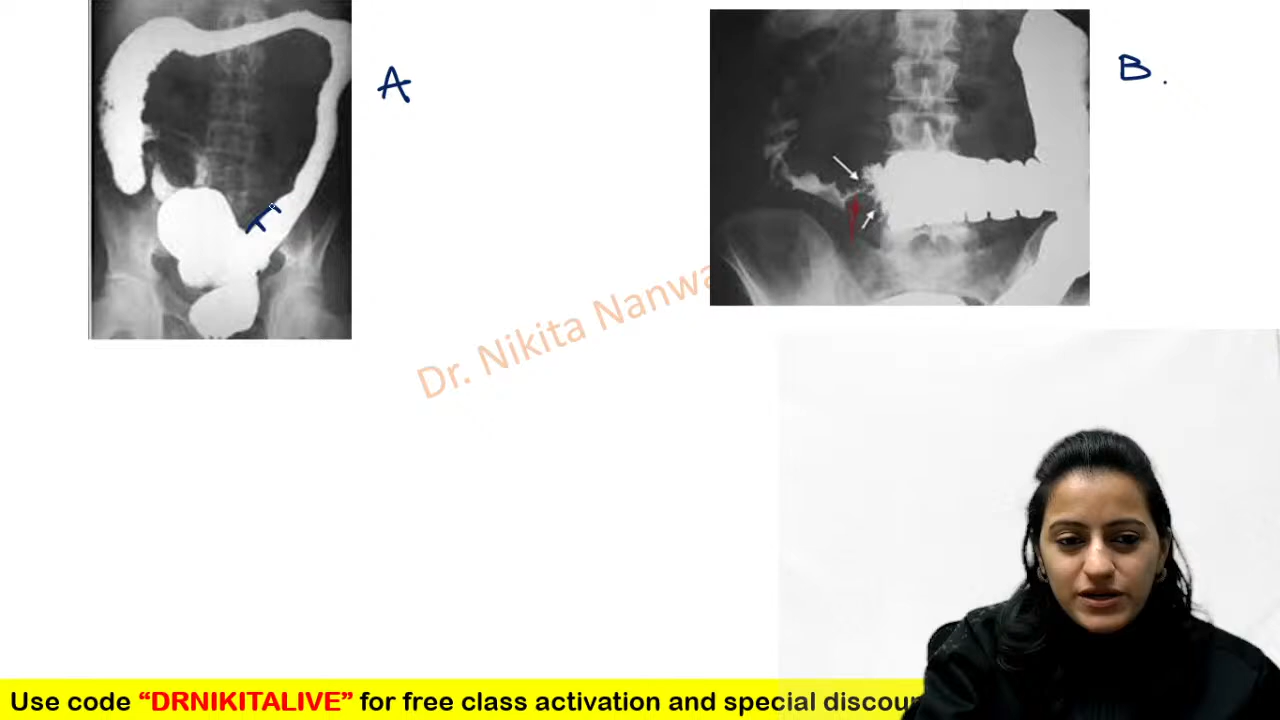 A
B.
Dr. Nikita Nanwa
Use code “DRNIKITALIVE” for free class activation and special discou